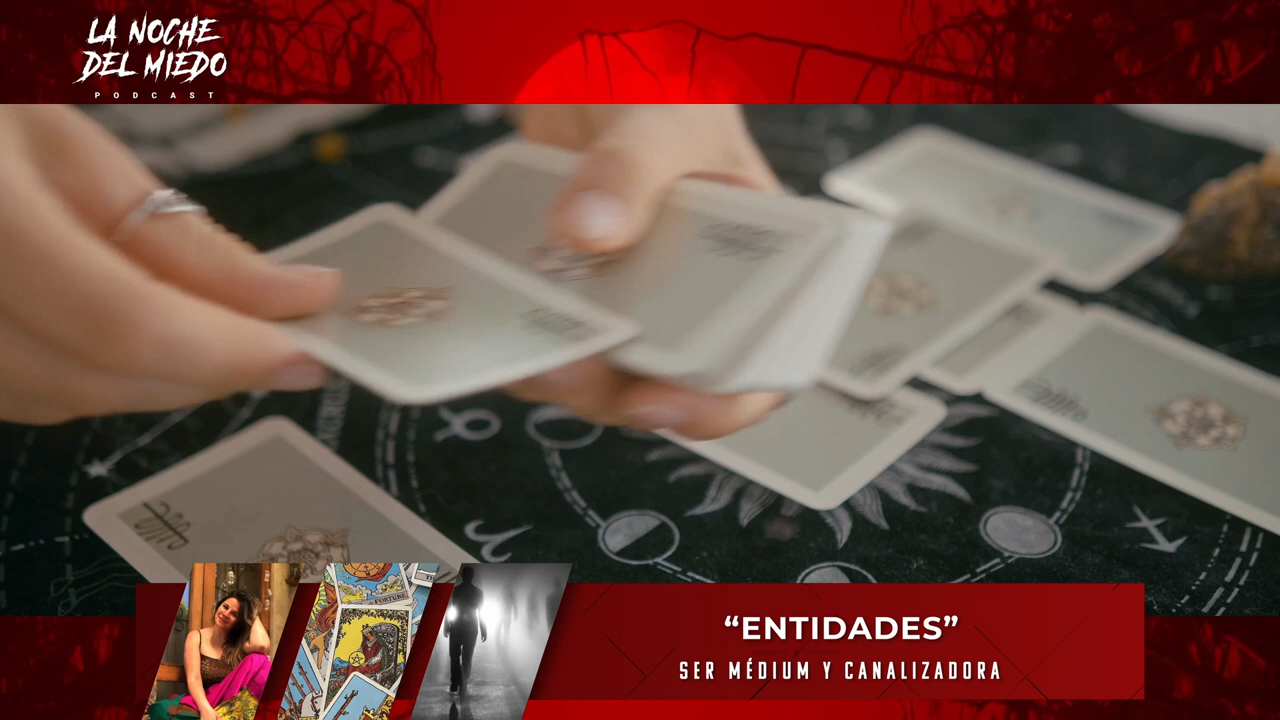 LA NOCHE
DEL MIEDO
PODCAST
“ENTIDADES”
SER MÉDIUM Y CANALIZADORA